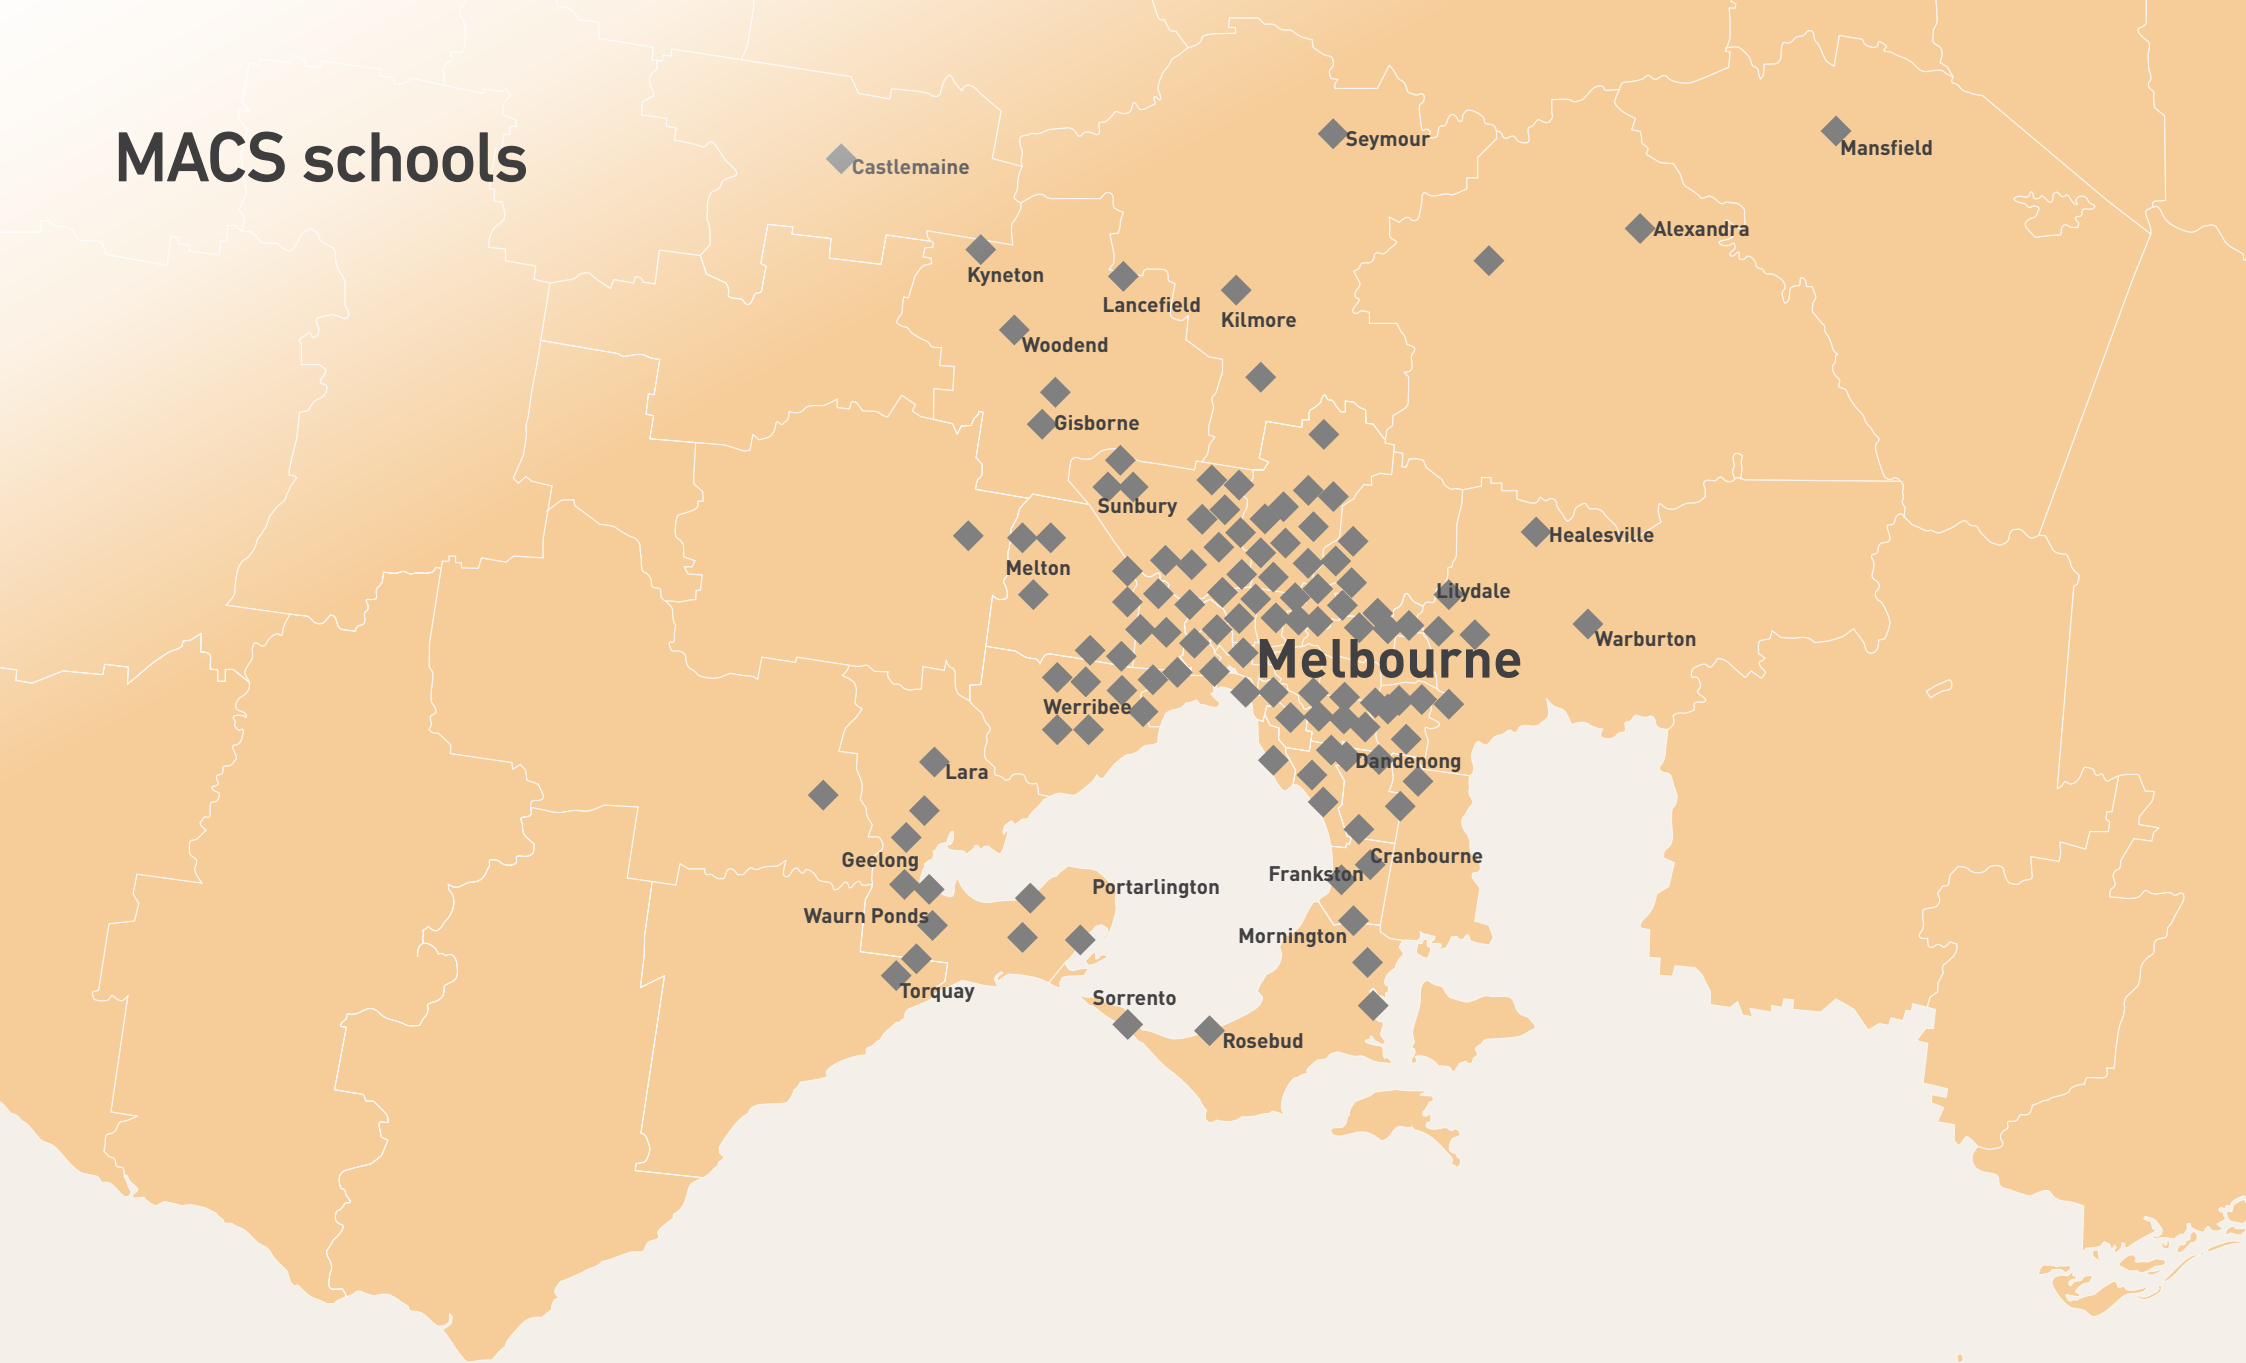 MACS schools
Seymour
Mansfield
Castlemaine
Alexandra
Kyneton
Lancefield
Kilmore
Woodend
Gisborne
Sunbury
Healesville
Melton
Lilydale
Warburton
Melbourne
Werribee
Dandenong
Lara
Cranbourne
Geelong
Frankston
Portarlington
Waurn Ponds
Mornington
Torquay
Sorrento
Rosebud